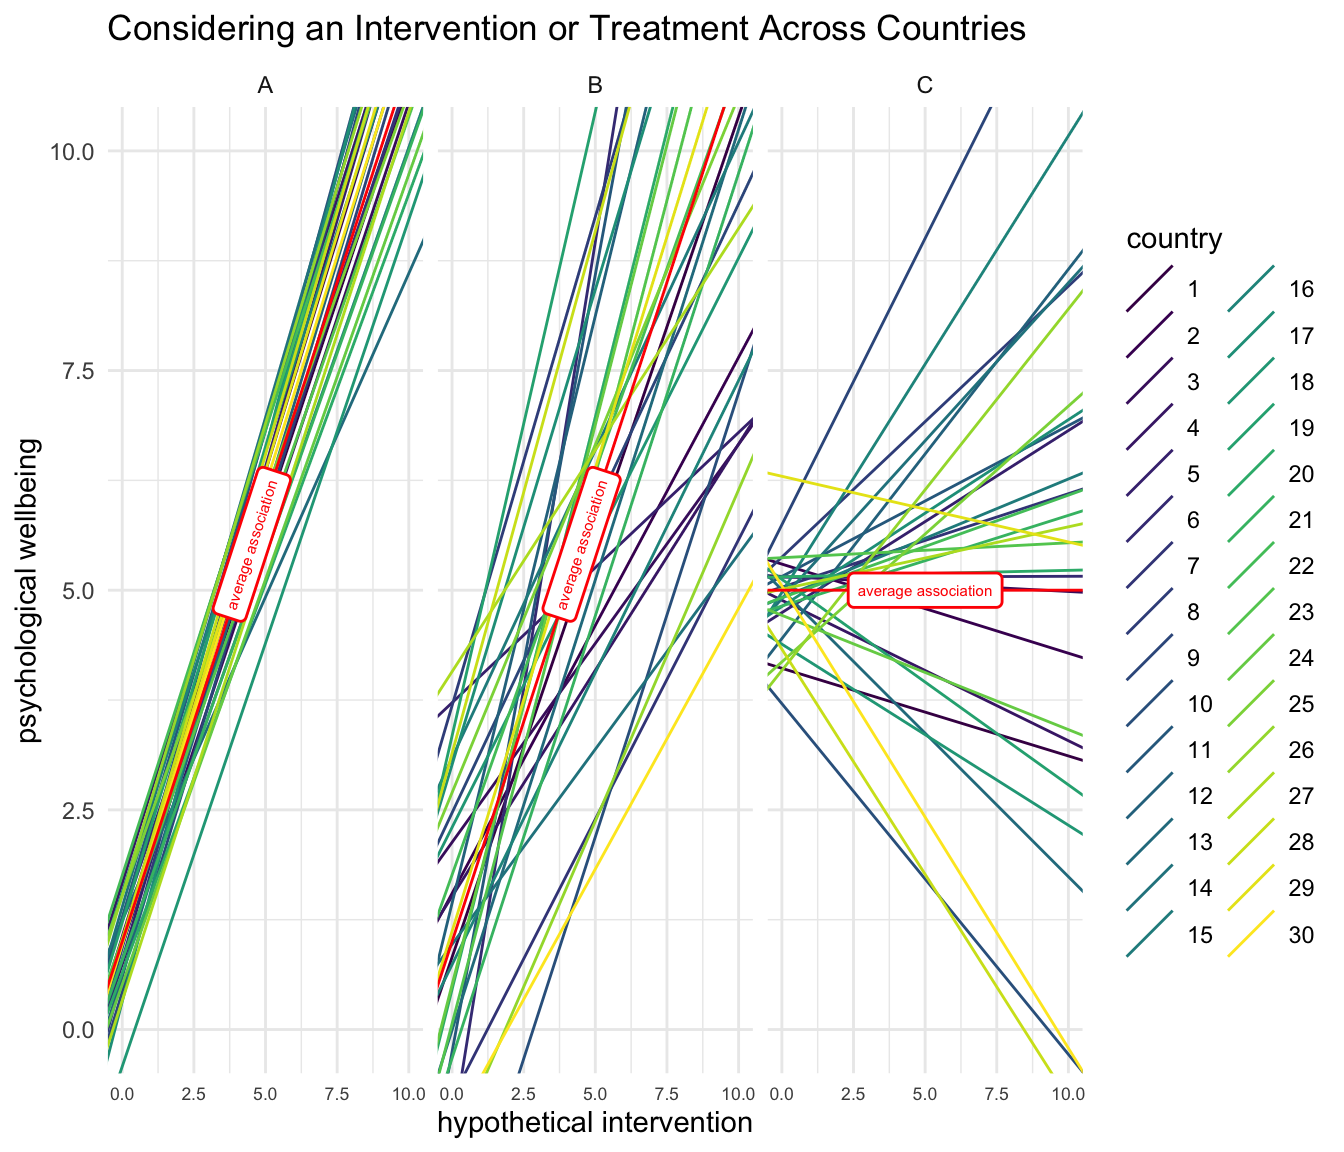 Considering an Intervention or Treatment Across Countries
A B C
psychological wellbeing
10.0
7.5
5.0
2.5
0.0
average association
average association
average association
0.0 2.5 5.0 7.5 10.0
0.0 2.5 5.0 7.5 10.0
0.0 2.5 5.0 7.5 10.0
hypothetical intervention
country
1 16
2 17
3 18
4 19
5 20
6 21
7 22
8 23
9 24
10 25
11 26
12 27
13 28
14 29
15 30